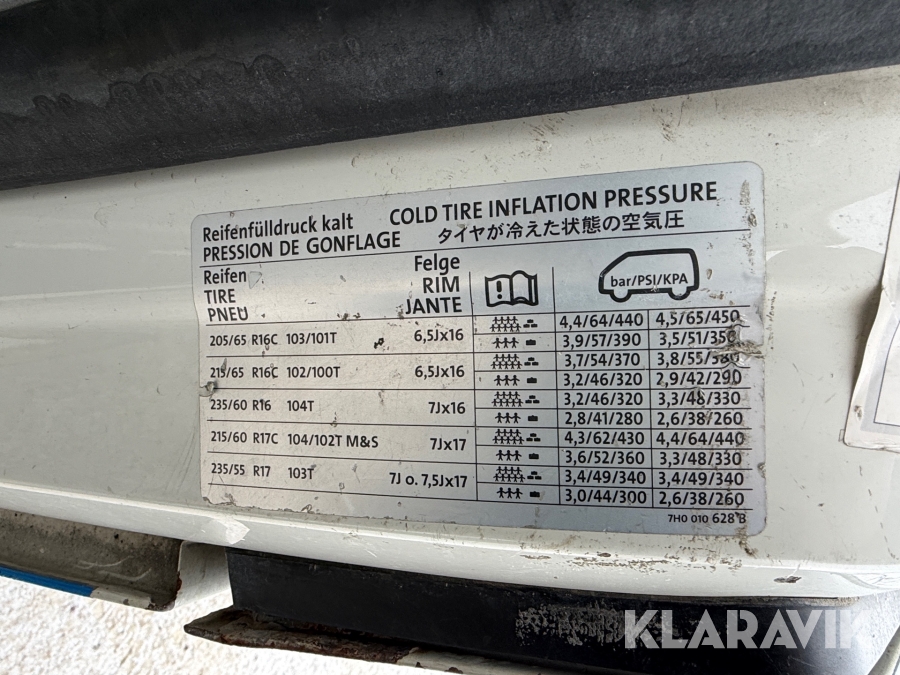 Reifenfülldruck kalt COLD TIRE INFLATION PRESSURE
PRESSION DE GONFLAGE タイヤが冷えた状態の空気圧
Reifen Felge
TIRE RIM
PNEU JANTE
bar/PSI/KPA
205/65 R16C 103/101T 6,5Jx16 4,4/64/440 4,5/65/450
3,9/57/390 3,5/51/350
215/65 R16C 102/100T 6,5Jx16 3,7/54/370 3,8/55/380
3,2/46/320 2,9/42/290
235/60 R16 104T 7Jx16 3,2/46/320 3,3/48/330
2,8/41/280 2,6/38/260
215/60 R17C 104/102T M&S 7Jx17 4,3/62/430 4,4/64/440
3,6/52/360 3,3/48/330
235/55 R17 103T 7J o. 7,5Jx17 3,4/49/340 3,4/49/340
3,0/44/300 2,6/38/260
7H0 010 628 B
KLARAVIK